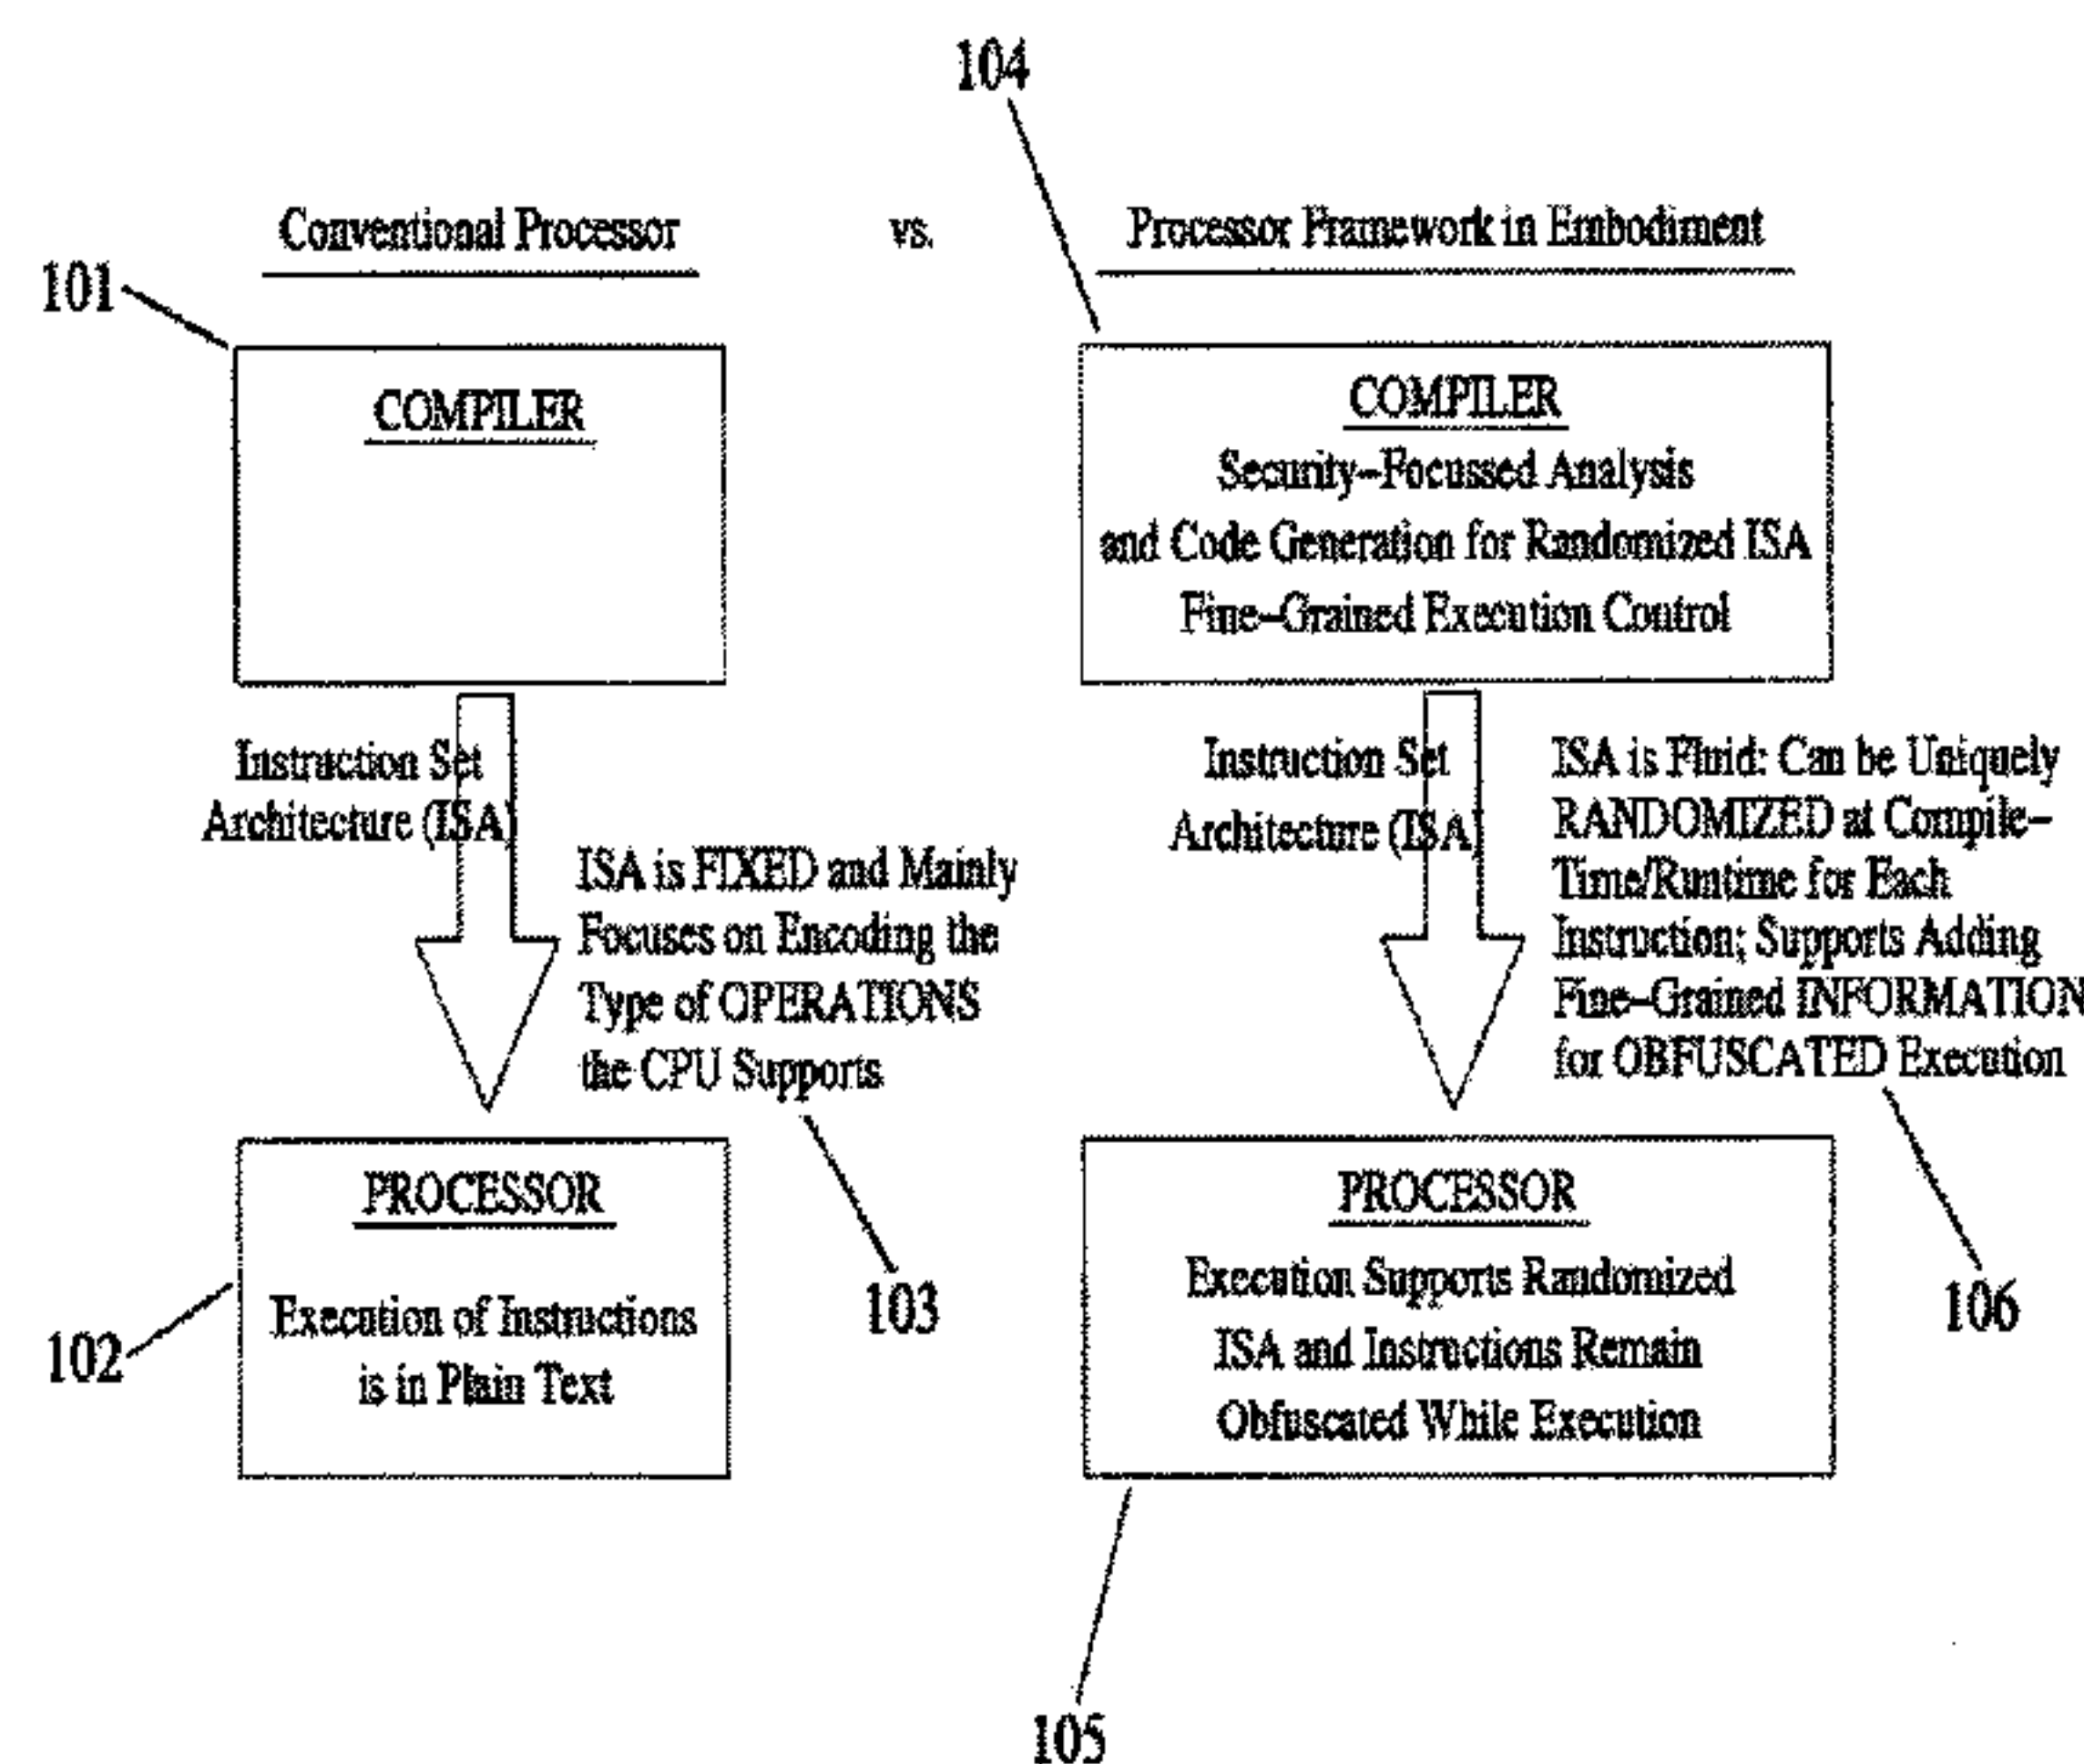 104
Conventional Processor vs. Processor Framework in Embodiment
101
COMPILER
COMPILER
Security-Focussed Analysis
and Code Generation for Randomized ISA
Fine-Grained Execution Control
Instruction Set
Architecture (ISA)
ISA is FIXED and Mainly
Focuses on Encoding the
Type of OPERATIONS
the CPU Supports
Instruction Set
Architecture (ISA)
ISA is Fluid: Can be Uniquely
RANDOMIZED at Compile-
Time/Runtime for Each
Instruction; Supports Adding
Fine-Grained INFORMATION
for OBFUSCATED Execution
PROCESSOR
Execution of Instructions
is in Plain Text
102
103
PROCESSOR
Execution Supports Randomized
ISA and Instructions Remain
Obfuscated While Execution
106
105